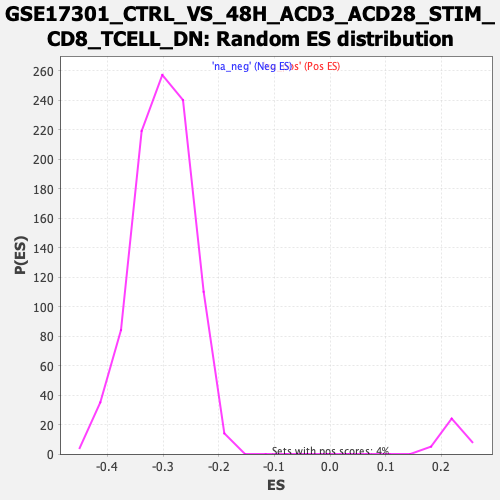 GSE17301_CTRL_VS_48H_ACD3_ACD28_STIM_
CD8_TCELL_DN: Random ES distribution
'na_neg' (Neg ES) os' (Pos ES)
260
240
220
200
180
160
140
120
100
80
60
40
20
0
P(ES)
Sets with pos scores: 4%
-0.4 -0.3 -0.2 -0.1 0.0 0.1 0.2
ES